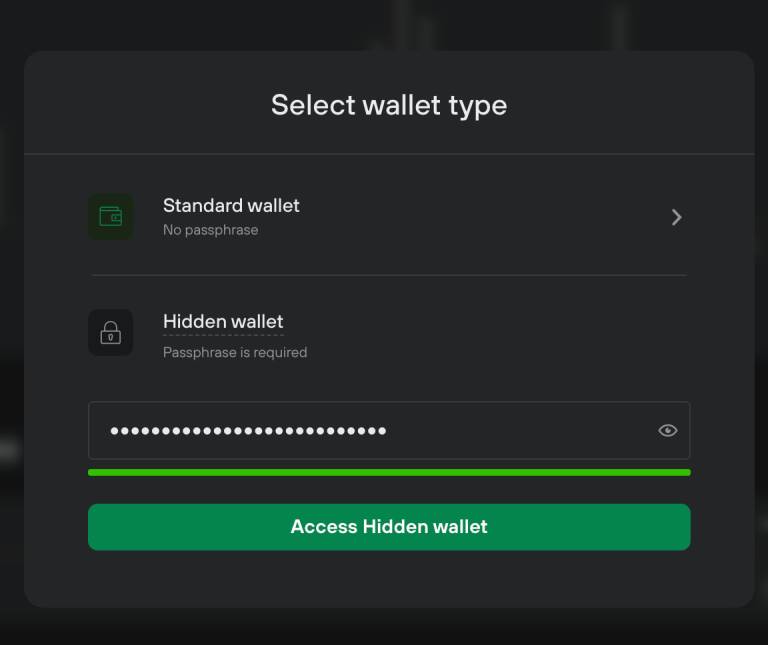 Select wallet type
Standard wallet
No passphrase
Hidden wallet
Passphrase is required
•••••••••••••••••••••••••••
Access Hidden wallet